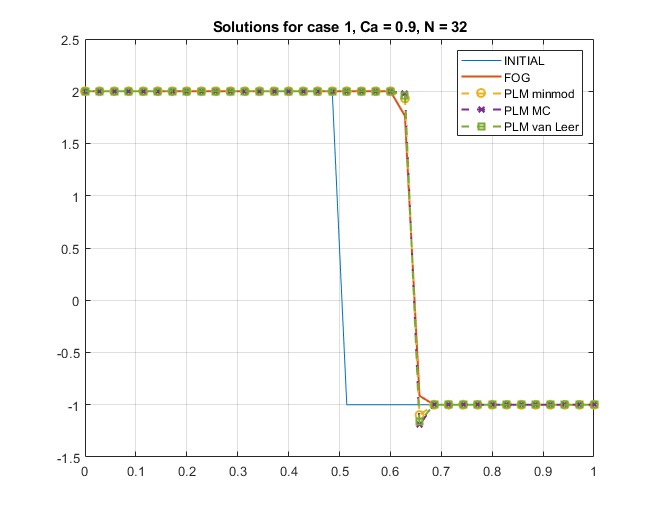 Solutions for case 1, Ca = 0.9, N = 32
2.5
2
1.5
1
0.5
0
-0.5
-1
-1.5
0 0.1 0.2 0.3 0.4 0.5 0.6 0.7 0.8 0.9 1
INITIAL
FOG
PLM minmod
PLM MC
PLM van Leer